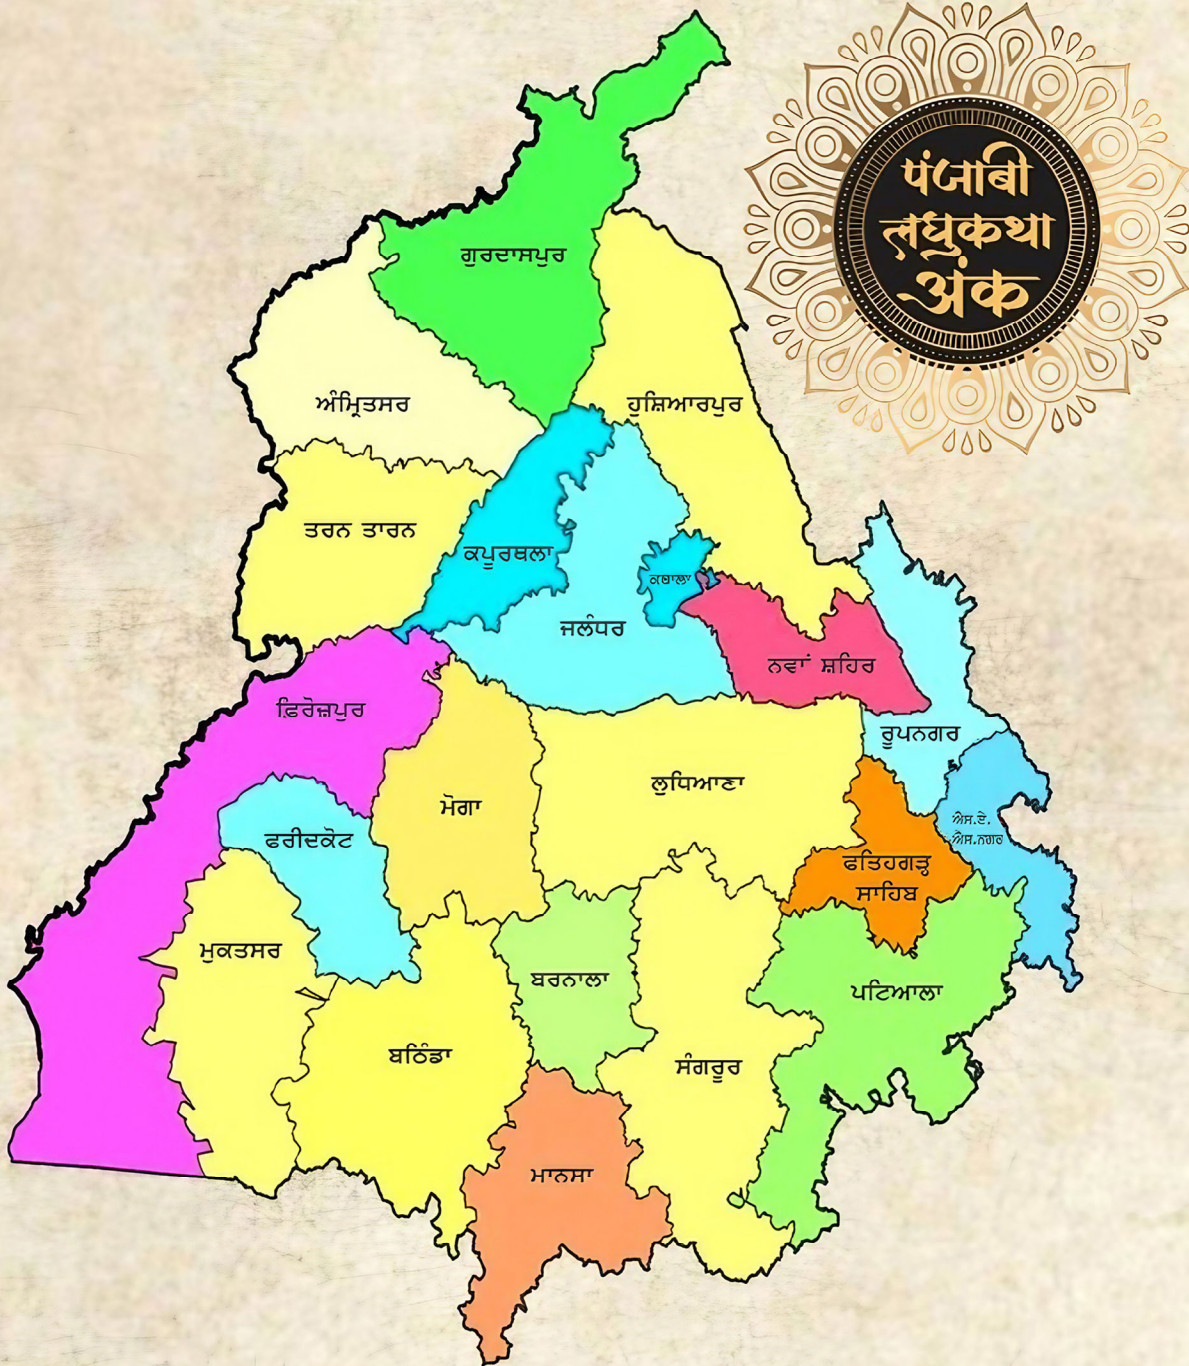 पंजाबी
लघुकथा
अंक
ਗੁਰਦਾਸਪੁਰ
ਅੰਮ੍ਰਿਤਸਰ
ਹੁਸ਼ਿਆਰਪੁਰ
ਤਰਨ ਤਾਰਨ
ਕਪੂਰਥਲਾ
ਜਲੰਧਰ
ਨਵਾਂ ਸ਼ਹਿਰ
ਫ਼ਿਰੋਜ਼ਪੁਰ
ਰੂਪਨਗਰ
ਲੁਧਿਆਣਾ
ਮੋਗਾ
ਐਸ.ਏ.
ਐਸ.ਨਗਰ
ਫਰੀਦਕੋਟ
ਫਤਿਹਗੜ੍ਹ
ਸਾਹਿਬ
ਮੁਕਤਸਰ
ਬਰਨਾਲਾ
ਪਟਿਆਲਾ
ਬਠਿੰਡਾ
ਸੰਗਰੂਰ
ਮਾਨਸਾ